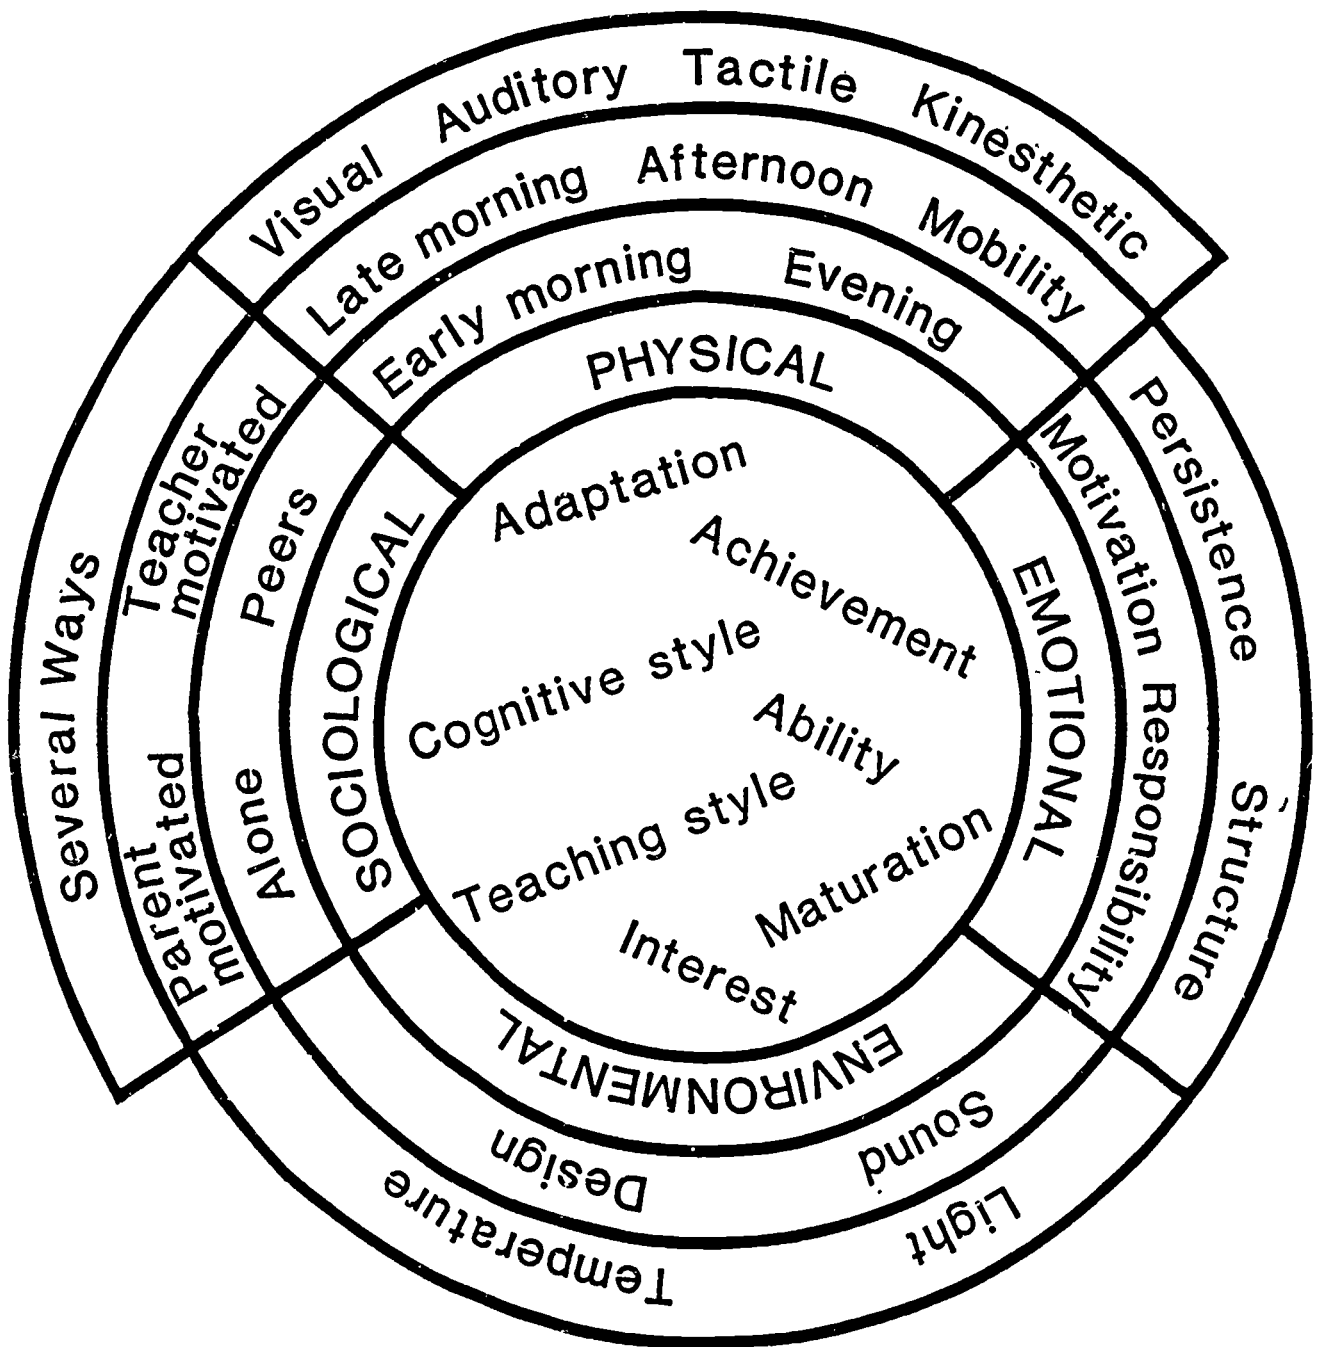 Visual Auditory Tactile Kinesthetic
Late morning Afternoon Mobility
Early morning Evening
PHYSICAL
Persistence Structure
Motivation Responsibility
EMOTIONAL
Light Temperature
Sound Design
ENVIRONMENTAL
Several Ways
Parent
motivated
Teacher
motivated
Alone Peers
SOCIOLOGICAL
Adaptation
Achievement
Cognitive style
Ability
Teaching style
Maturation
Interest